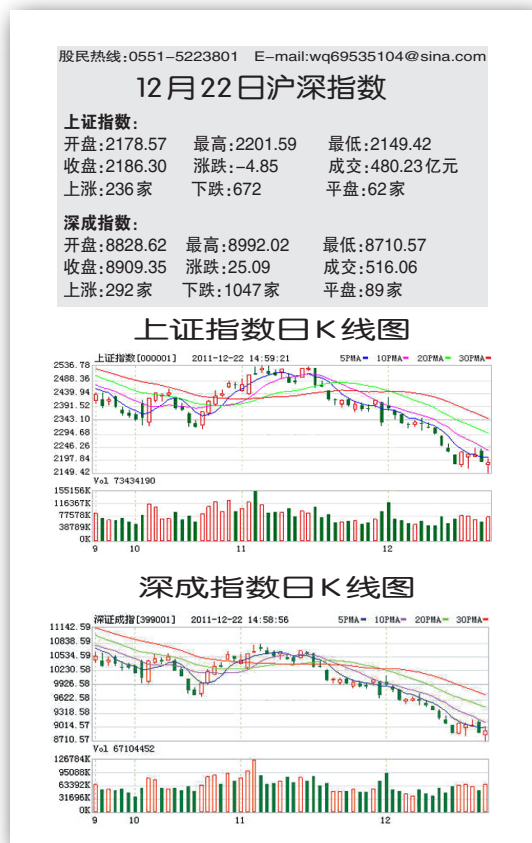 股民热线:0551-5223801 E-mail:wq69535104@sina.com
12月22日沪深指数
上证指数:
开盘:2178.57 最高:2201.59 最低:2149.42
收盘:2186.30 涨跌:-4.85 成交:480.23亿元
上涨:236家 下跌:672 平盘:62家
深成指数:
开盘:8828.62 最高:8992.02 最低:8710.57
收盘:8909.35 涨跌:25.09 成交:516.06
上涨:292家 下跌:1047家 平盘:89家
上证指数日K线图
上证指数[000001] 2011-12-22 14:59:21 5PMA 10PMA 20PMA 30PMA
2536.78
2488.36
2439.94
2391.52
2343.10
2294.68
2246.26
2197.84
2149.42
Vol 73434190
155156K
116367K
77578K
38789K
0K
9 10 11 12
深成指数日K线图
深证成指[399001] 2011-12-22 14:58:56 5PMA 10PMA 20PMA 30PMA
11142.59
10838.59
10534.59
10230.58
9926.58
9622.58
9318.58
9014.57
8710.57
Vol 67104452
126784K
95088K
63392K
31696K
0K
9 10 11 12